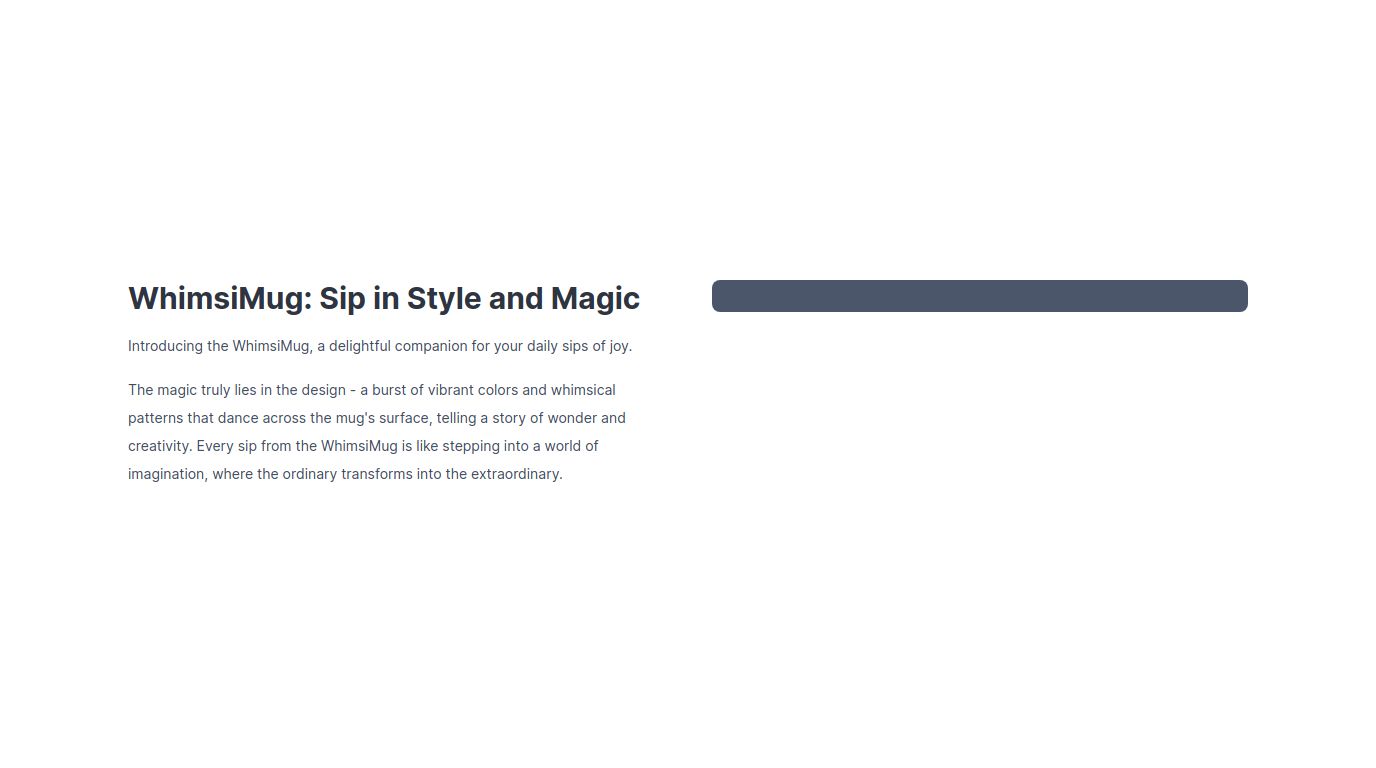 WhimsiMug: Sip in Style and Magic
Introducing the WhimsiMug, a delightful companion for your daily sips of joy.
The magic truly lies in the design - a burst of vibrant colors and whimsical
patterns that dance across the mug's surface, telling a story of wonder and
creativity. Every sip from the WhimsiMug is like stepping into a world of
imagination, where the ordinary transforms into the extraordinary.